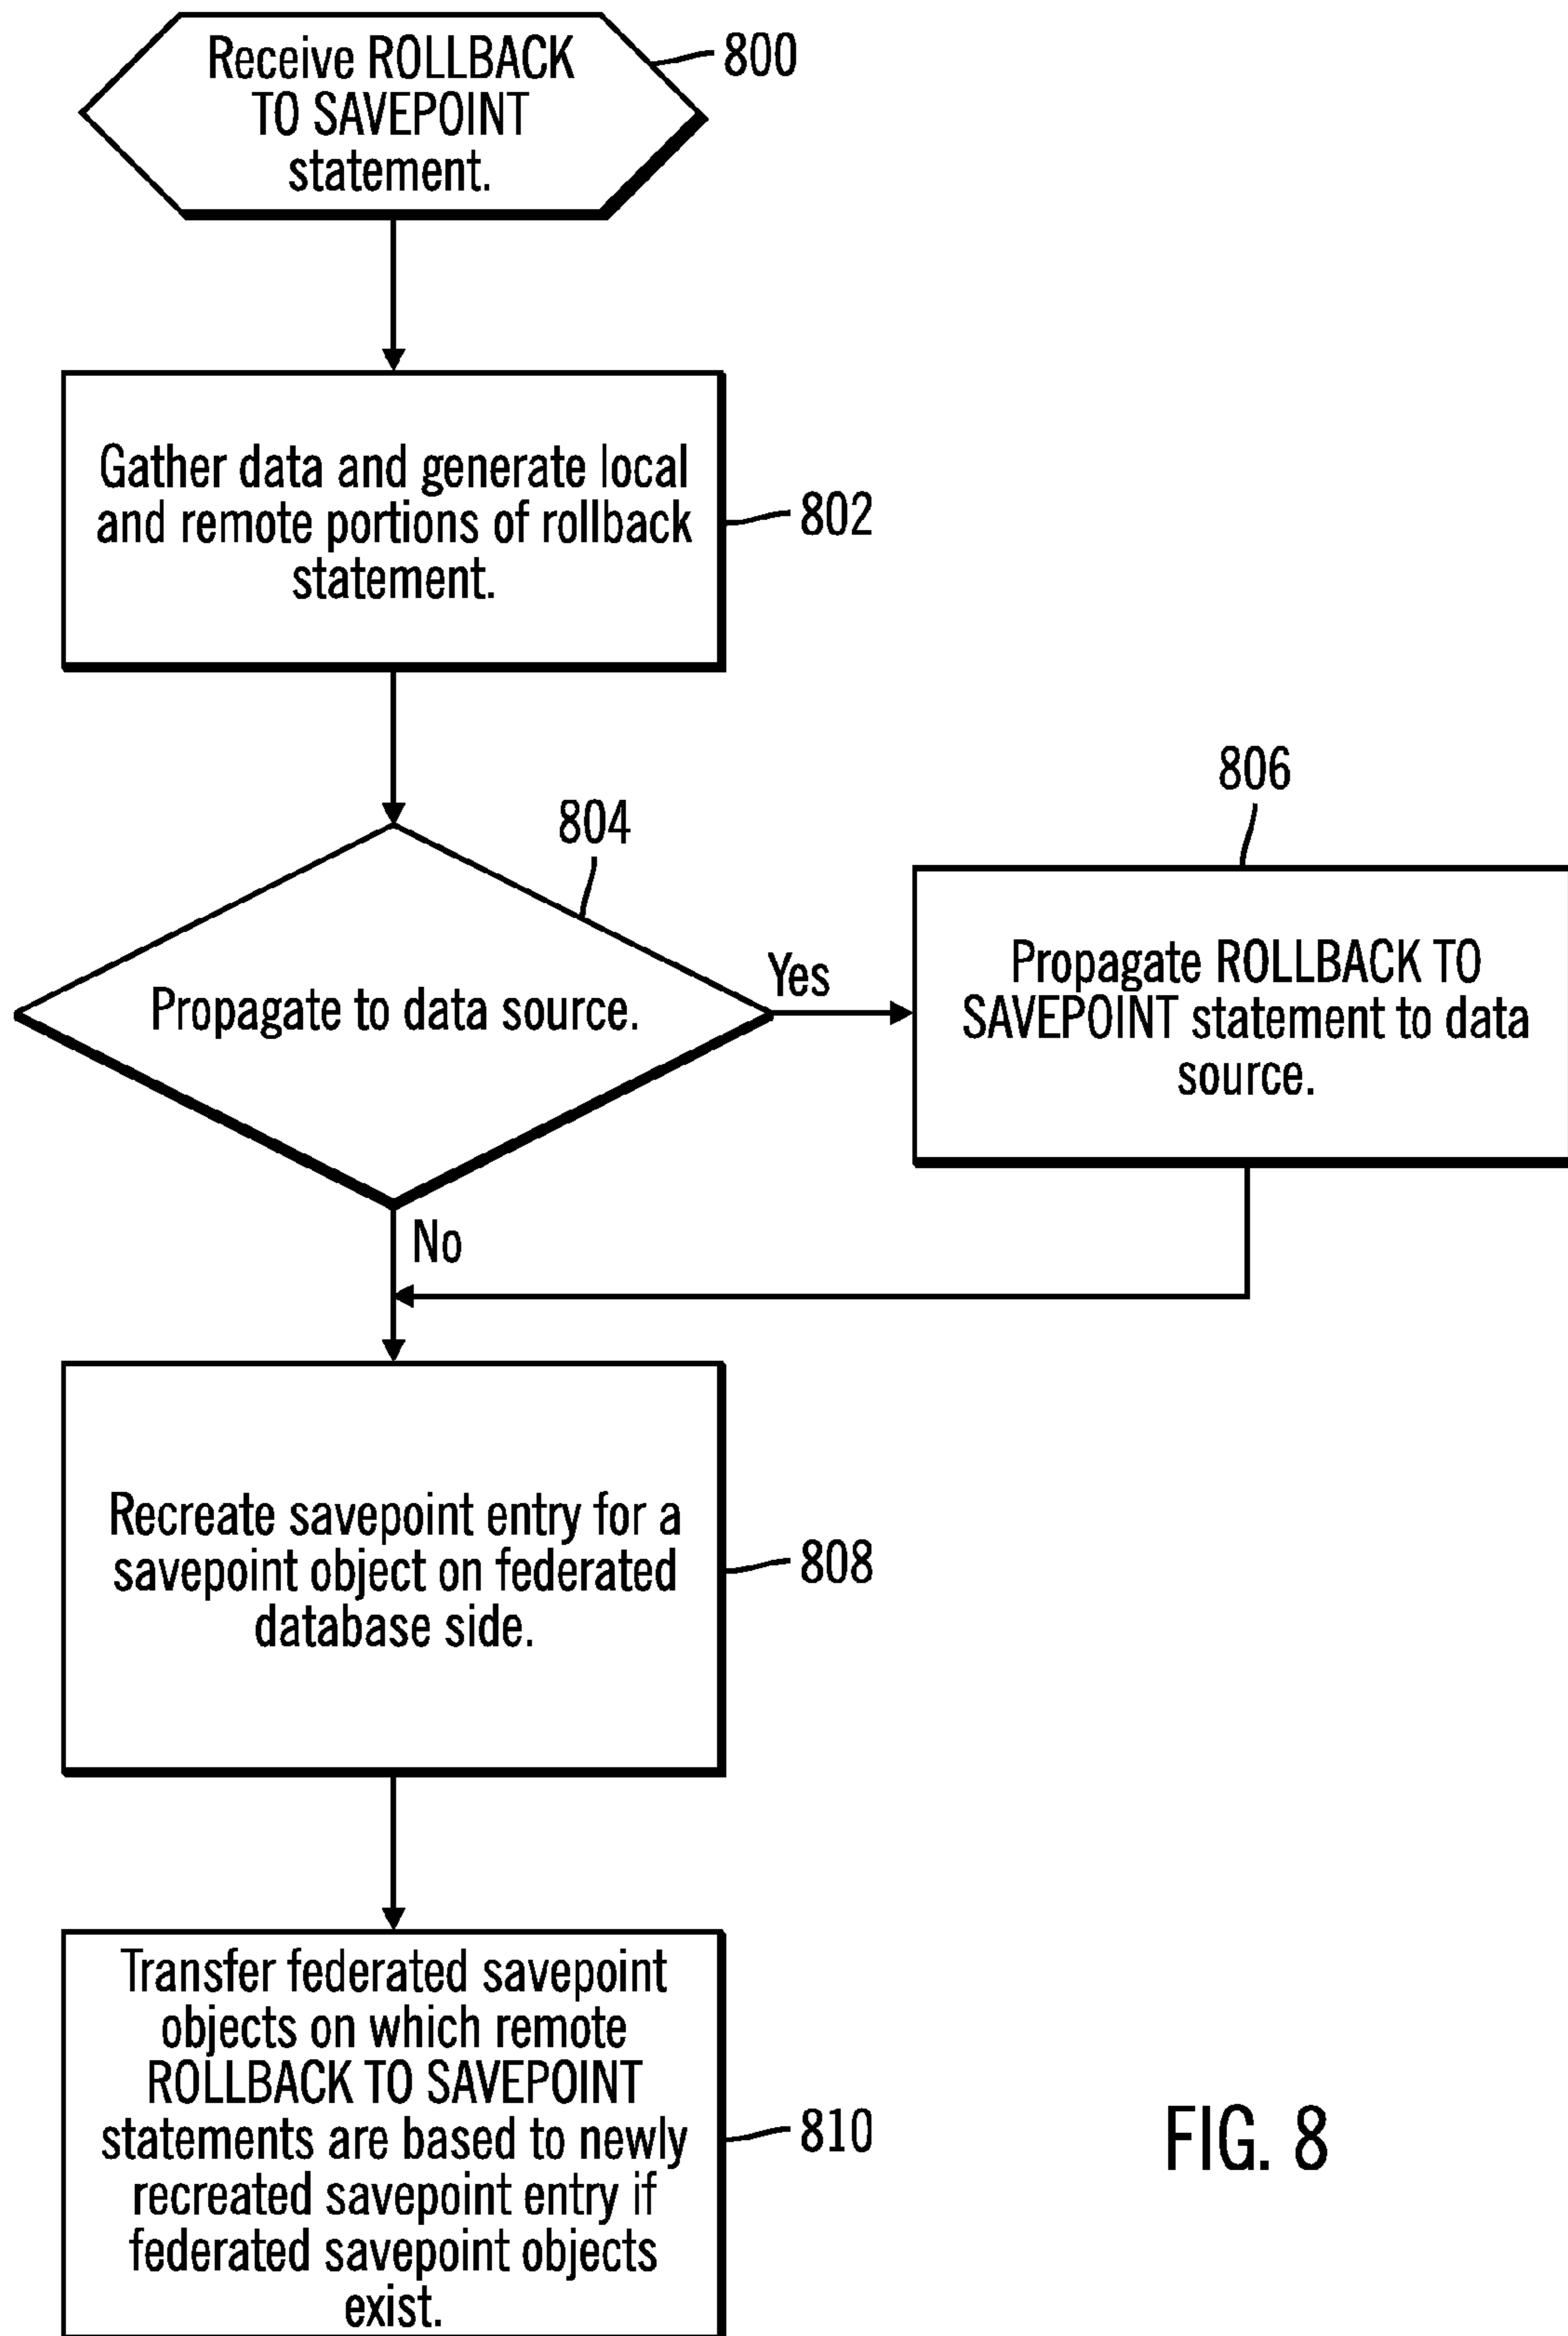 Receive ROLLBACK
TO SAVEPOINT
statement.
800
Gather data and generate local
and remote portions of rollback
statement.
802
804
Propagate to data source.
Yes
No
806
Propagate ROLLBACK TO
SAVEPOINT statement to data
source.
Recreate savepoint entry for a
savepoint object on federated
database side.
808
Transfer federated savepoint
objects on which remote
ROLLBACK TO SAVEPOINT
statements are based to newly
recreated savepoint entry if
federated savepoint objects
exist.
810
FIG. 8